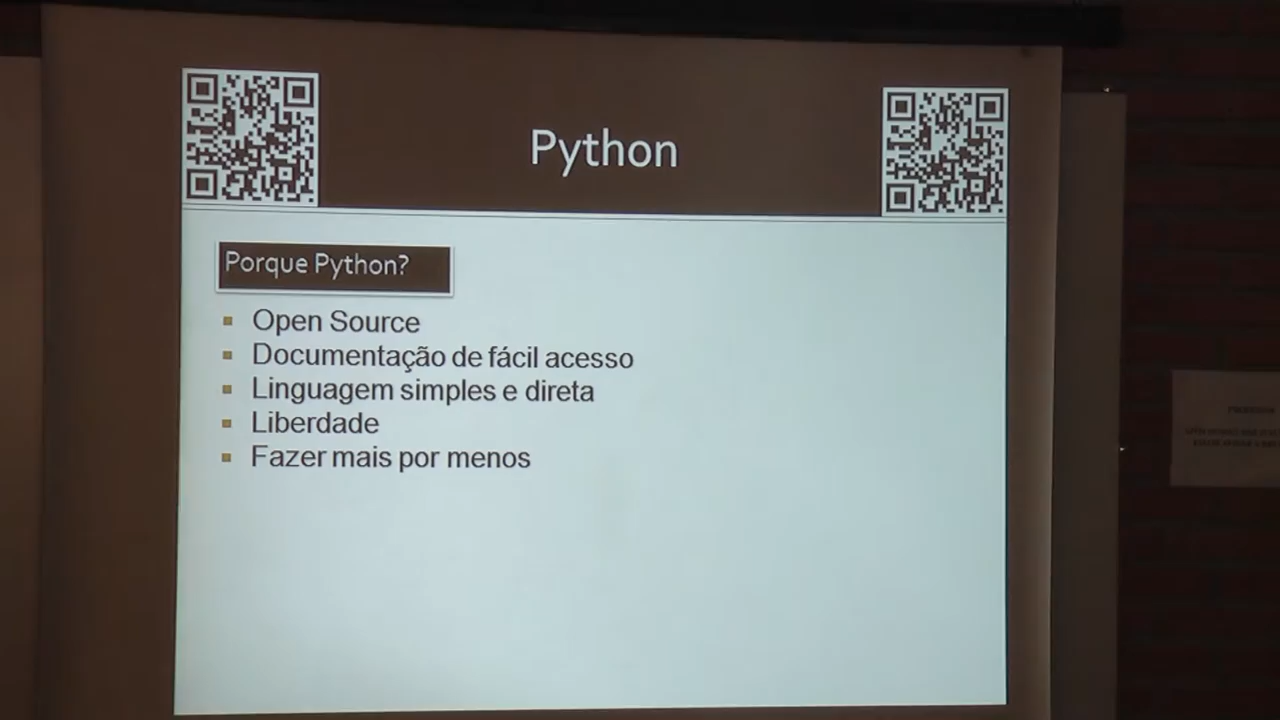 Python
Porque Python?
Open Source
Documentação de fácil acesso
Linguagem simples e direta
Liberdade
Fazer mais por menos